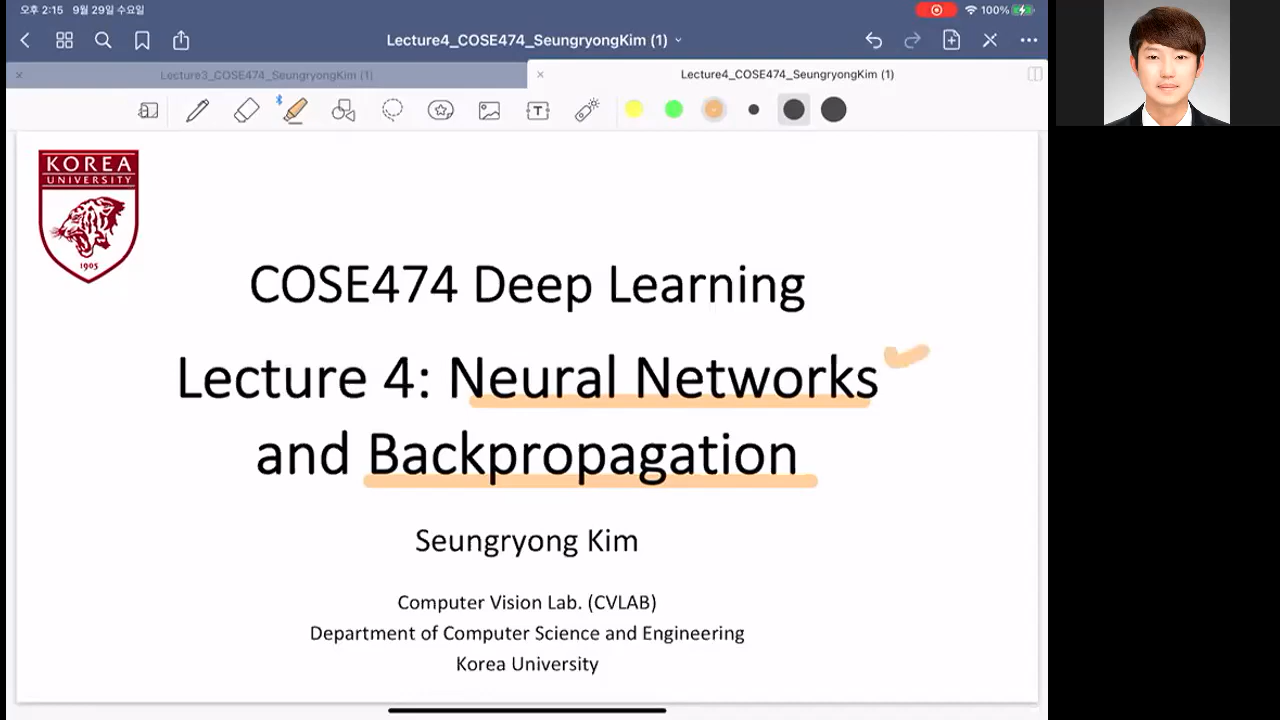 오후 2:15 9월 29일 수요일
100%
Lecture4_COSE474_SeungryongKim (1)
Lecture3_COSE474_SeungryongKim (1)
Lecture4_COSE474_SeungryongKim (1)
T
KOREA
UNIVERSITY
1905
COSE474 Deep Learning
Lecture 4: Neural Networks
and Backpropagation
Seungryong Kim
Computer Vision Lab. (CVLAB)
Department of Computer Science and Engineering
Korea University